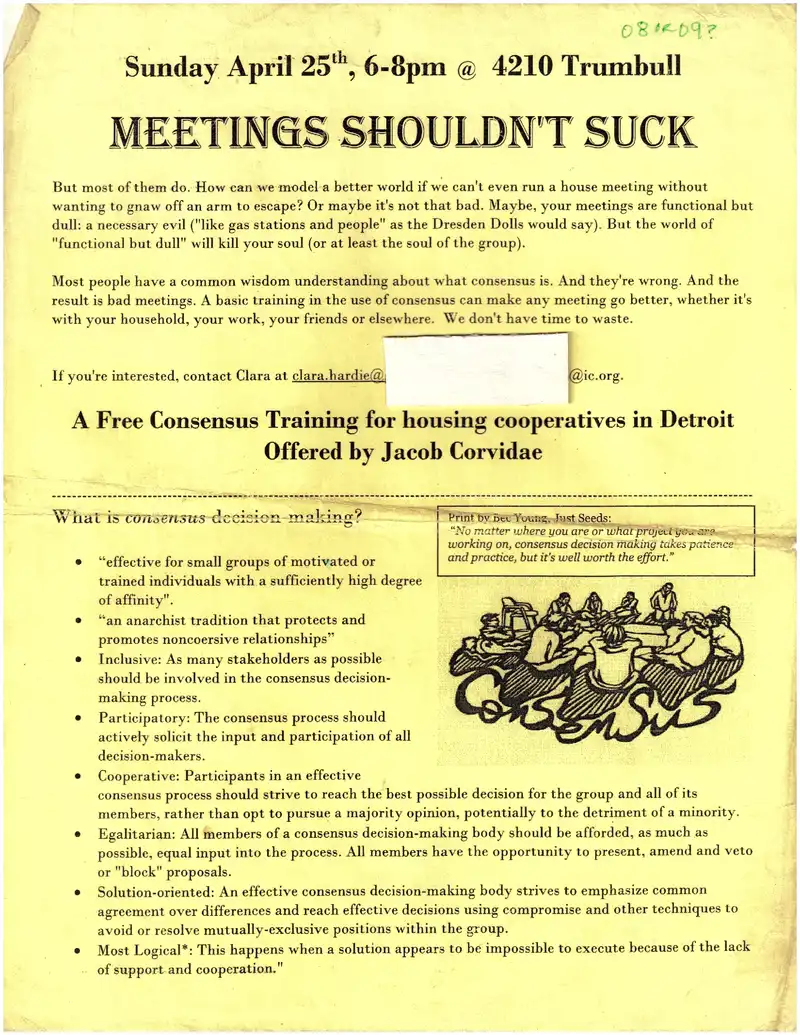 08 or 09?
Sunday April 25th, 6-8pm @ 4210 Trumbull
MEETINGS SHOULDN'T SUCK
But most of them do. How can we model a better world if we can't even run a house meeting without
wanting to gnaw off an arm to escape? Or maybe it's not that bad. Maybe, your meetings are functional but
dull: a necessary evil ("like gas stations and people" as the Dresden Dolls would say). But the world of
"functional but dull" will kill your soul (or at least the soul of the group).
Most people have a common wisdom understanding about what consensus is. And they're wrong. And the
result is bad meetings. A basic training in the use of consensus can make any meeting go better, whether it's
with your household, your work, your friends or elsewhere. We don't have time to waste.
If you're interested, contact Clara at clara.hardie@ @ic.org.
A Free Consensus Training for housing cooperatives in Detroit
Offered by Jacob Corvidae
What is consensus decision making?
Print by Bec Young, Just Seeds:
"No matter where you are or what project you are
working on, consensus decision making takes patience
and practice, but it's well worth the effort."
• "effective for small groups of motivated or
trained individuals with a sufficiently high degree
of affinity".
• "an anarchist tradition that protects and
promotes noncoersive relationships"
• Inclusive: As many stakeholders as possible
should be involved in the consensus decision-
making process.
• Participatory: The consensus process should
actively solicit the input and participation of all
decision-makers.
Consensus
• Cooperative: Participants in an effective
consensus process should strive to reach the best possible decision for the group and all of its
members, rather than opt to pursue a majority opinion, potentially to the detriment of a minority.
• Egalitarian: All members of a consensus decision-making body should be afforded, as much as
possible, equal input into the process. All members have the opportunity to present, amend and veto
or "block" proposals.
• Solution-oriented: An effective consensus decision-making body strives to emphasize common
agreement over differences and reach effective decisions using compromise and other techniques to
avoid or resolve mutually-exclusive positions within the group.
• Most Logical*: This happens when a solution appears to be impossible to execute because of the lack
of support and cooperation."